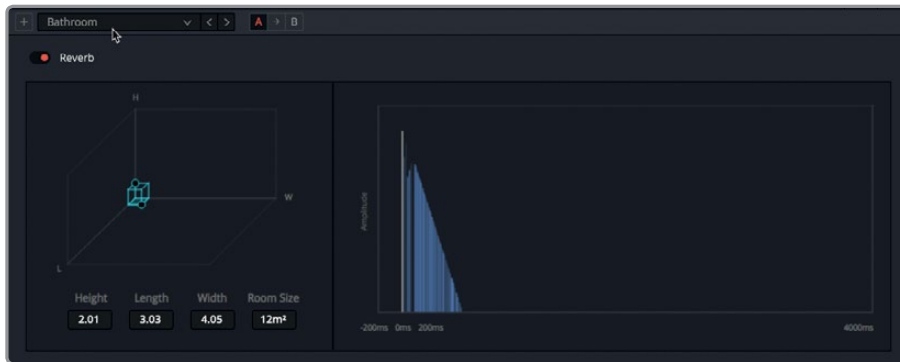 + Bathroom < > A B
Reverb
H
W
L
Height Length Width Room Size
2.01 3.03 4.05 12m²
Amplitude
-200ms 0ms 200ms 4000ms